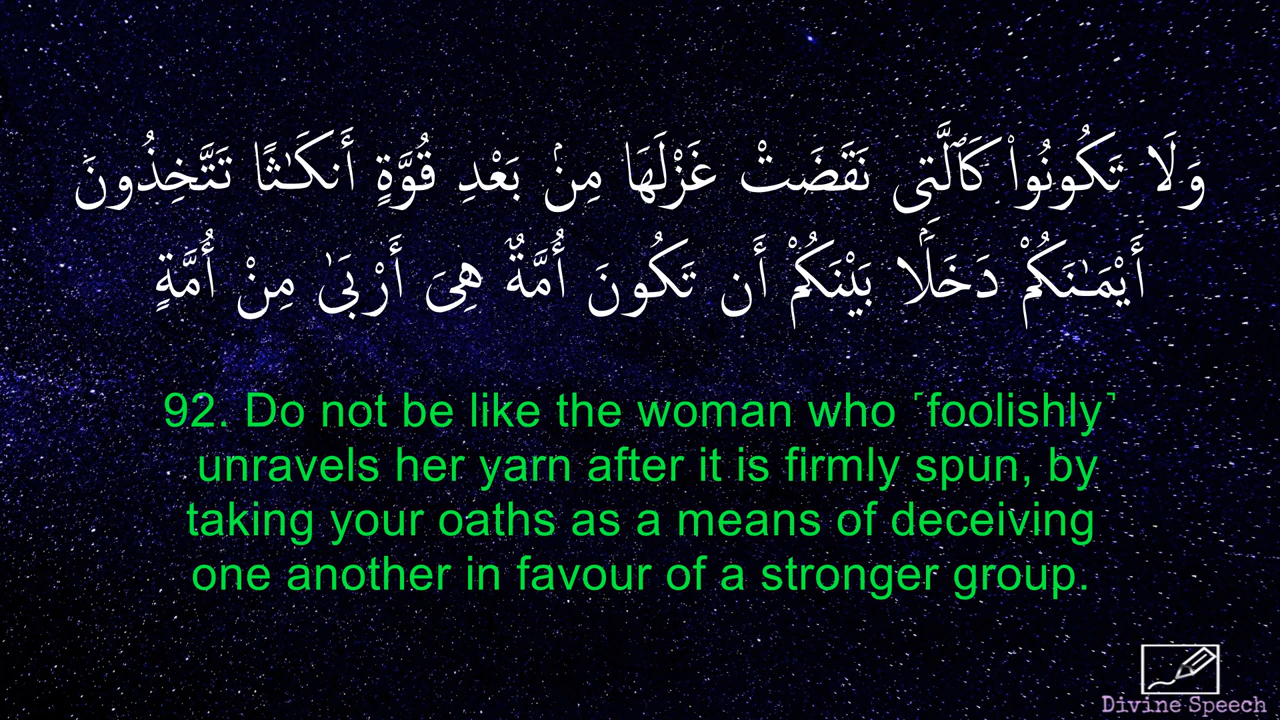 وَلَا تَكُونُوا۟ كَٱلَّتِى نَقَضَتْ غَزْلَهَا مِنۢ بَعْدِ قُوَّةٍ أَنكَـٰثًا تَتَّخِذُونَ
أَيْمَـٰنَكُمْ دَخَلًۢا بَيْنَكُمْ أَن تَكُونَ أُمَّةٌ هِىَ أَرْبَىٰ مِنْ أُمَّةٍ
92. Do not be like the woman who ˹foolishly˺
unravels her yarn after it is firmly spun, by
taking your oaths as a means of deceiving
one another in favour of a stronger group.
Divine Speech